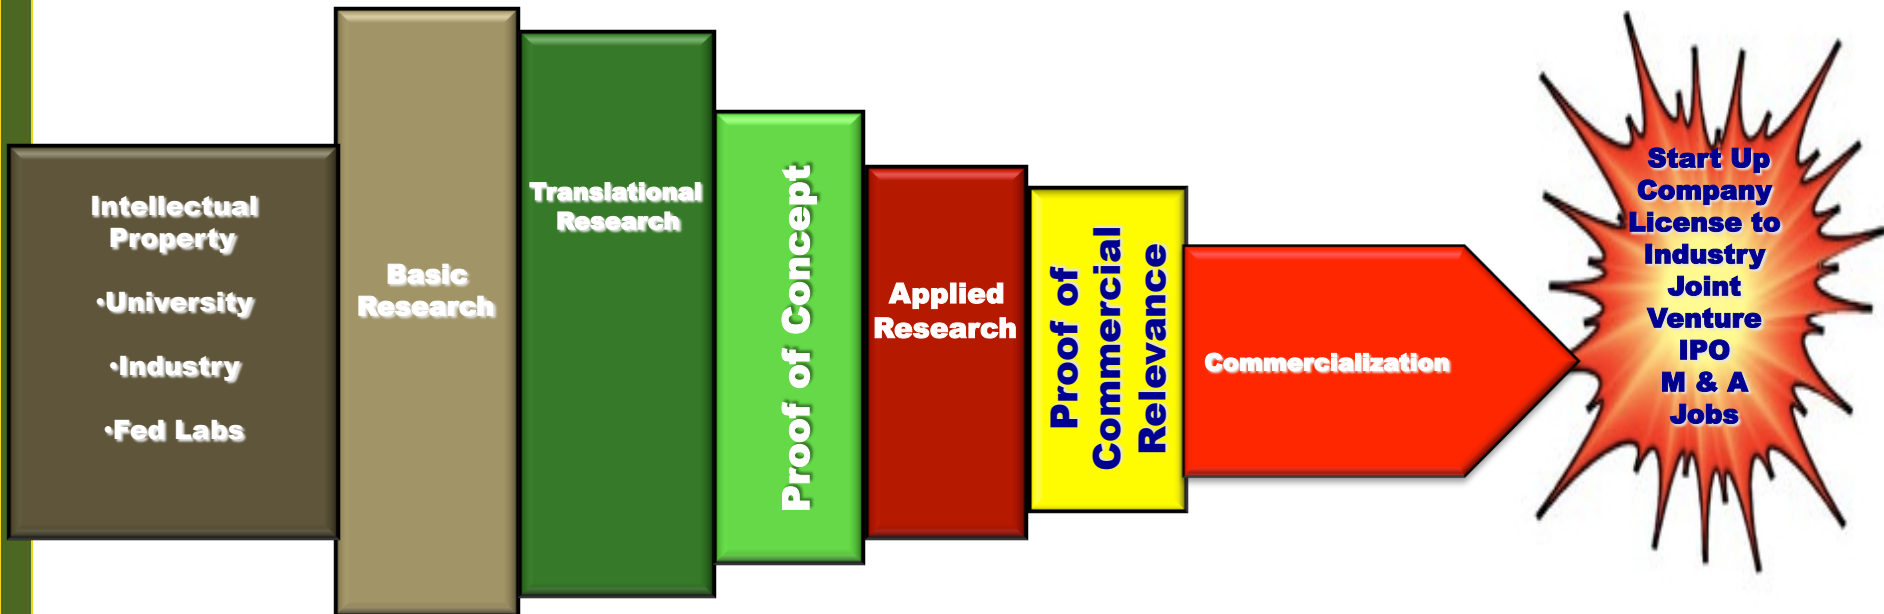 Intellectual
Property
•University
•Industry
•Fed Labs
Basic
Research
Translational
Research
Proof of Concept
Applied
Research
Proof of
Commercial
Relevance
Commercialization
Start Up
Company
License to
Industry
Joint
Venture
IPO
M & A
Jobs